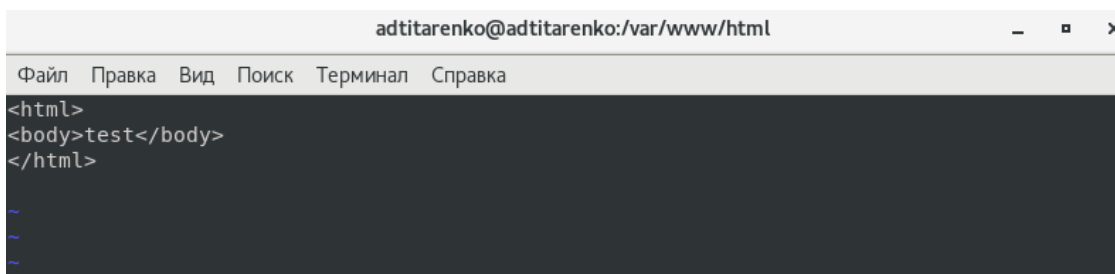 adtitarenko@adtitarenko:/var/www/html
Файл Правка Вид Поиск Терминал Справка
<html>
<body>test</body>
</html>
~
~
~